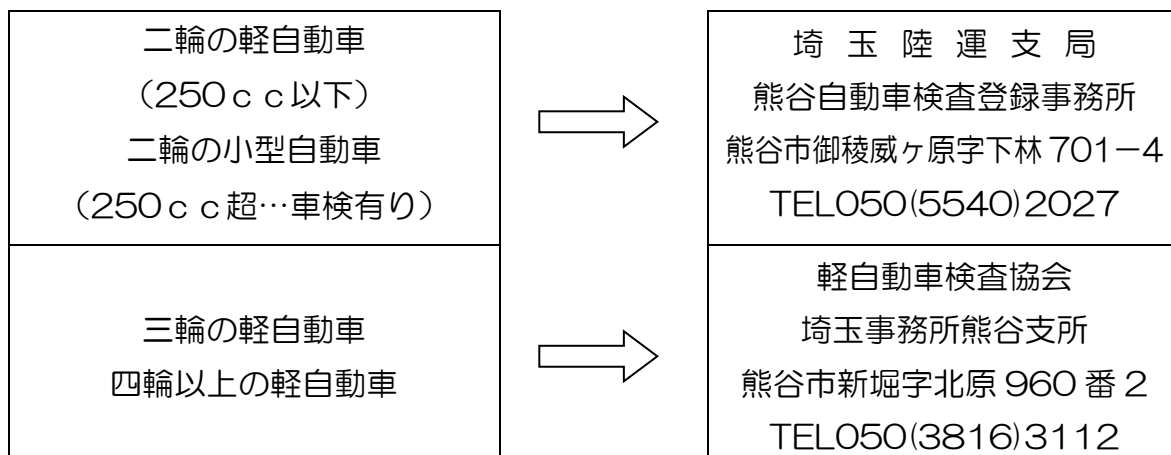 二輪の軽自動車
（250ｃｃ以下）
二輪の小型自動車
（250ｃｃ超…車検有り）
埼玉陸運支局
熊谷自動車検査登録事務所
熊谷市御稜威ヶ原字下林 701－4
TEL050(5540)2027
三輪の軽自動車
四輪以上の軽自動車
軽自動車検査協会
埼玉事務所熊谷支所
熊谷市新堀字北原 960 番 2
TEL050(3816)3112